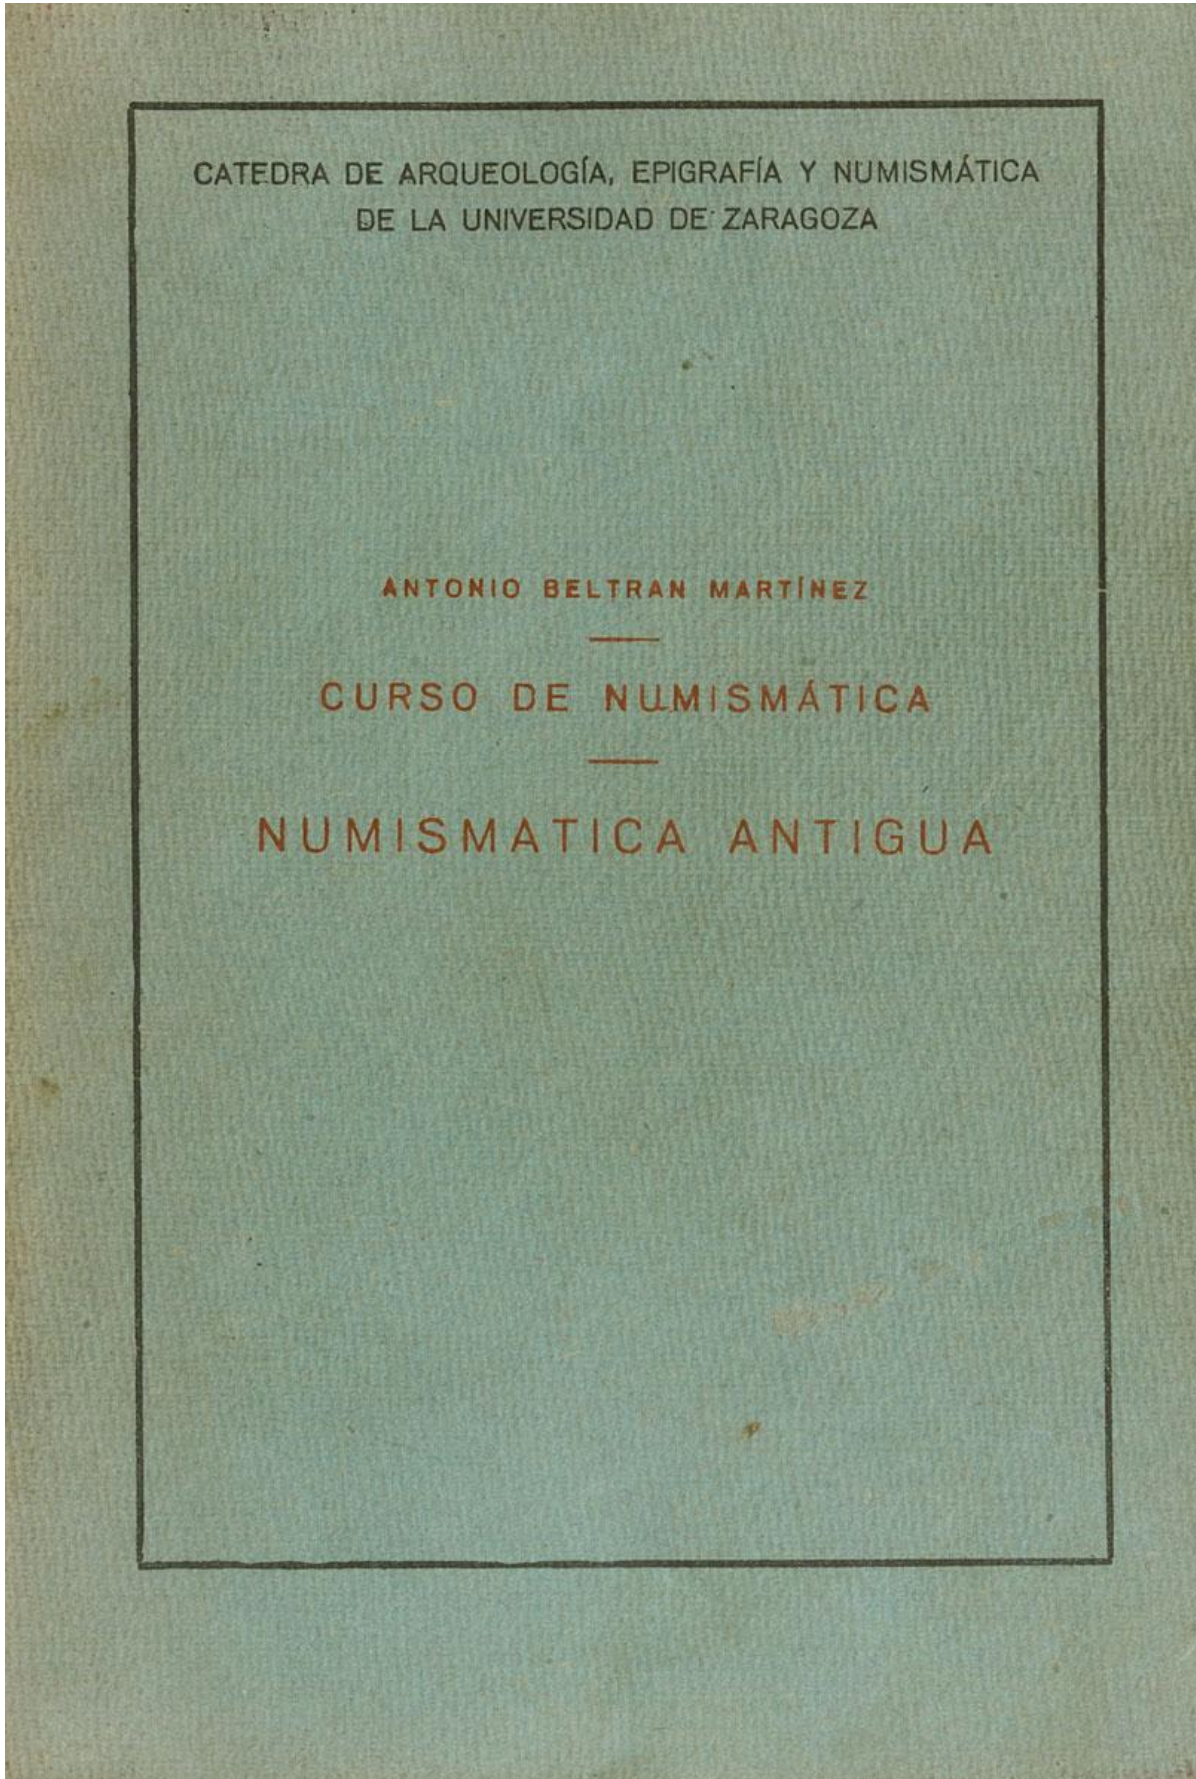 CATEDRA DE ARQUEOLOGÍA, EPIGRAFÍA Y NUMISMÁTICA
DE LA UNIVERSIDAD DE ZARAGOZA
ANTONIO BELTRAN MARTÍNEZ
CURSO DE NUMISMÁTICA
NUMISMATICA ANTIGUA